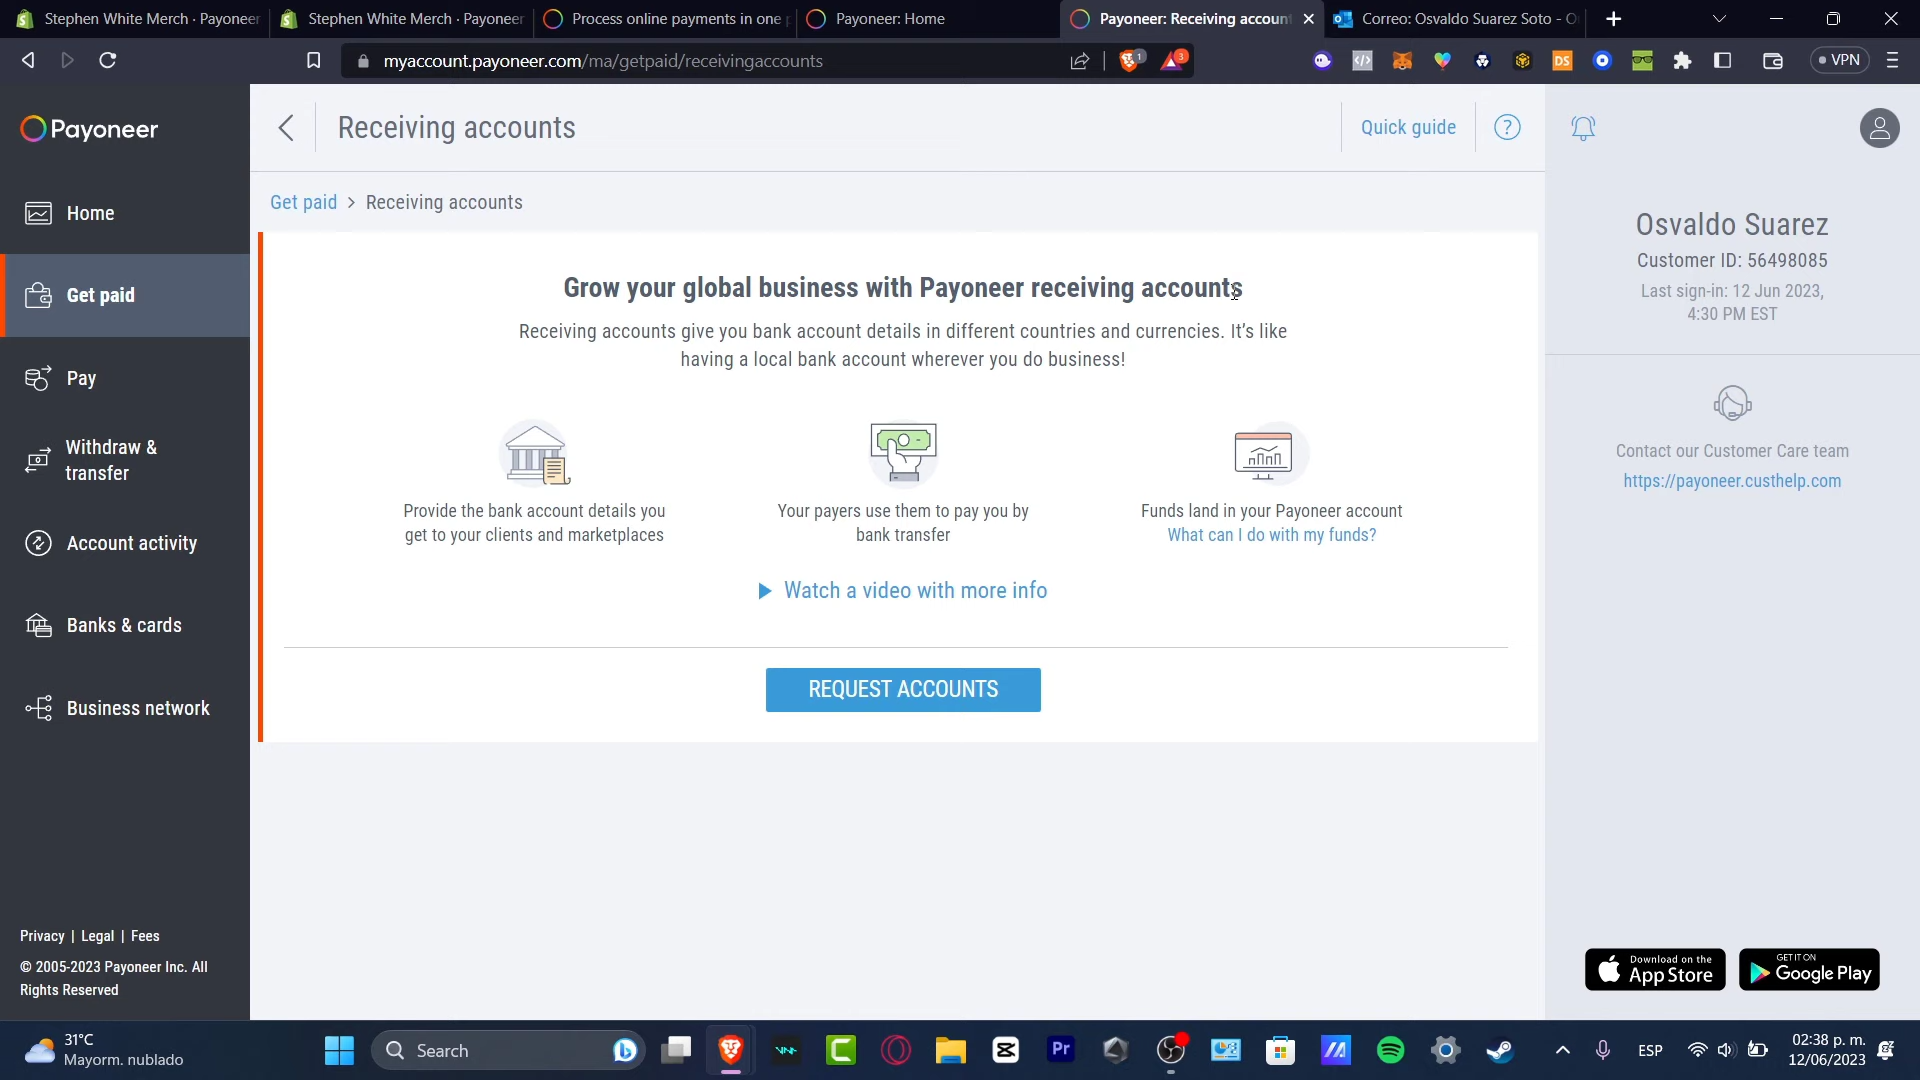 Stephen White Merch · Payoneer
Stephen White Merch · Payoneer
Process online payments in one
Payoneer: Home
Payoneer: Receiving account
Correo: Osvaldo Suarez Soto - O
myaccount.payoneer.com/ma/getpaid/receivingaccounts
1
3
DS
VPN
Payoneer
Home
Get paid
Pay
Withdraw &
transfer
Account activity
Banks & cards
Business network
Privacy | Legal | Fees
© 2005-2023 Payoneer Inc. All
Rights Reserved
Receiving accounts
Quick guide
?
Get paid > Receiving accounts
Grow your global business with Payoneer receiving accounts
Receiving accounts give you bank account details in different countries and currencies. It's like
having a local bank account wherever you do business!
Provide the bank account details you
get to your clients and marketplaces
Your payers use them to pay you by
bank transfer
Funds land in your Payoneer account
What can I do with my funds?
Watch a video with more info
REQUEST ACCOUNTS
Osvaldo Suarez
Customer ID: 56498085
Last sign-in: 12 Jun 2023,
4:30 PM EST
Contact our Customer Care team
https://payoneer.custhelp.com
Download on the
App Store
GET IT ON
Google Play
31°C
Mayorm. nublado
Search
Pr
ESP
02:38 p. m.
12/06/2023